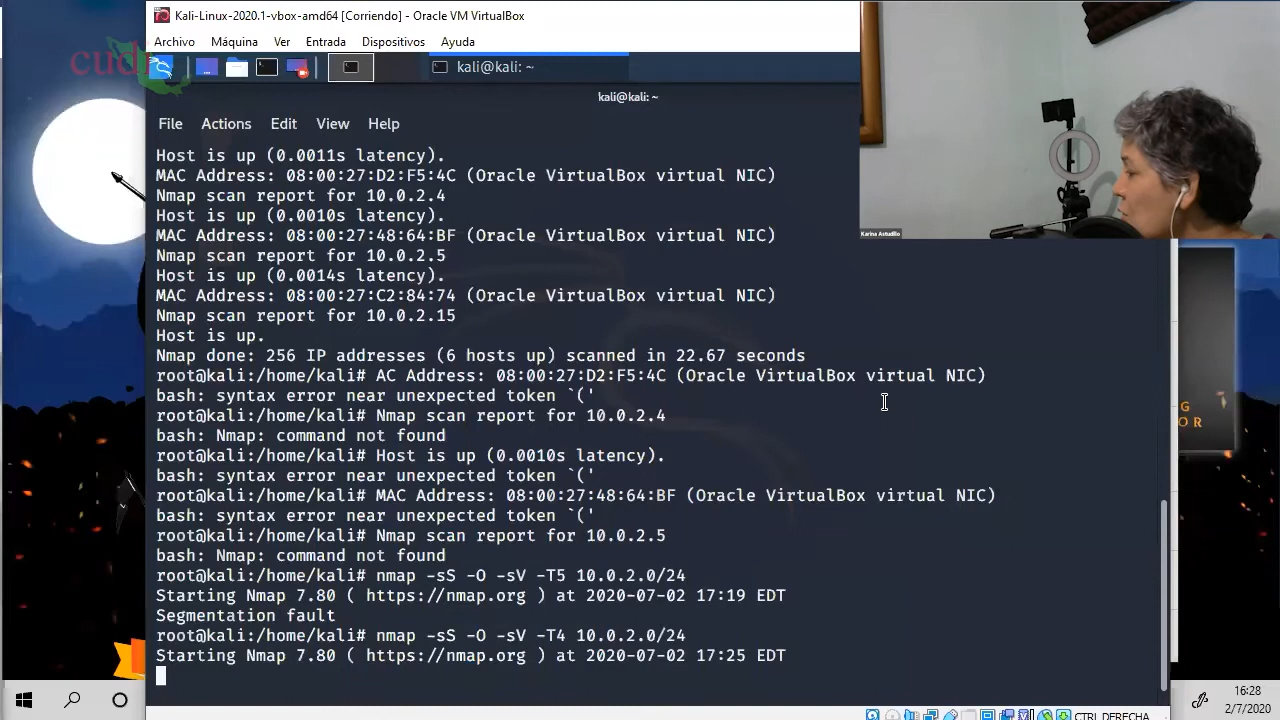 Kali-Linux-2020.1-vbox-amd64 [Corriendo] - Oracle VM VirtualBox
Archivo Máquina Ver Entrada Dispositivos Ayuda
cudi
kali@kali: ~
kali@kali: ~
File Actions Edit View Help
Host is up (0.0011s latency).
MAC Address: 08:00:27:D2:F5:4C (Oracle VirtualBox virtual NIC)
Nmap scan report for 10.0.2.4
Host is up (0.0010s latency).
MAC Address: 08:00:27:48:64:BF (Oracle VirtualBox virtual NIC)
Nmap scan report for 10.0.2.5
Host is up (0.0014s latency).
MAC Address: 08:00:27:C2:84:74 (Oracle VirtualBox virtual NIC)
Nmap scan report for 10.0.2.15
Host is up.
Nmap done: 256 IP addresses (6 hosts up) scanned in 22.67 seconds
root@kali:/home/kali# AC Address: 08:00:27:D2:F5:4C (Oracle VirtualBox virtual NIC)
bash: syntax error near unexpected token `('
root@kali:/home/kali# Nmap scan report for 10.0.2.4
bash: Nmap: command not found
root@kali:/home/kali# Host is up (0.0010s latency).
bash: syntax error near unexpected token `('
root@kali:/home/kali# MAC Address: 08:00:27:48:64:BF (Oracle VirtualBox virtual NIC)
bash: syntax error near unexpected token `('
root@kali:/home/kali# Nmap scan report for 10.0.2.5
bash: Nmap: command not found
root@kali:/home/kali# nmap -sS -O -sV -T5 10.0.2.0/24
Starting Nmap 7.80 ( https://nmap.org ) at 2020-07-02 17:19 EDT
Segmentation fault
root@kali:/home/kali# nmap -sS -O -sV -T4 10.0.2.0/24
Starting Nmap 7.80 ( https://nmap.org ) at 2020-07-02 17:25 EDT
Karina Astudillo
G
OR
CTRL DERECHA
16:28
2/7/2020